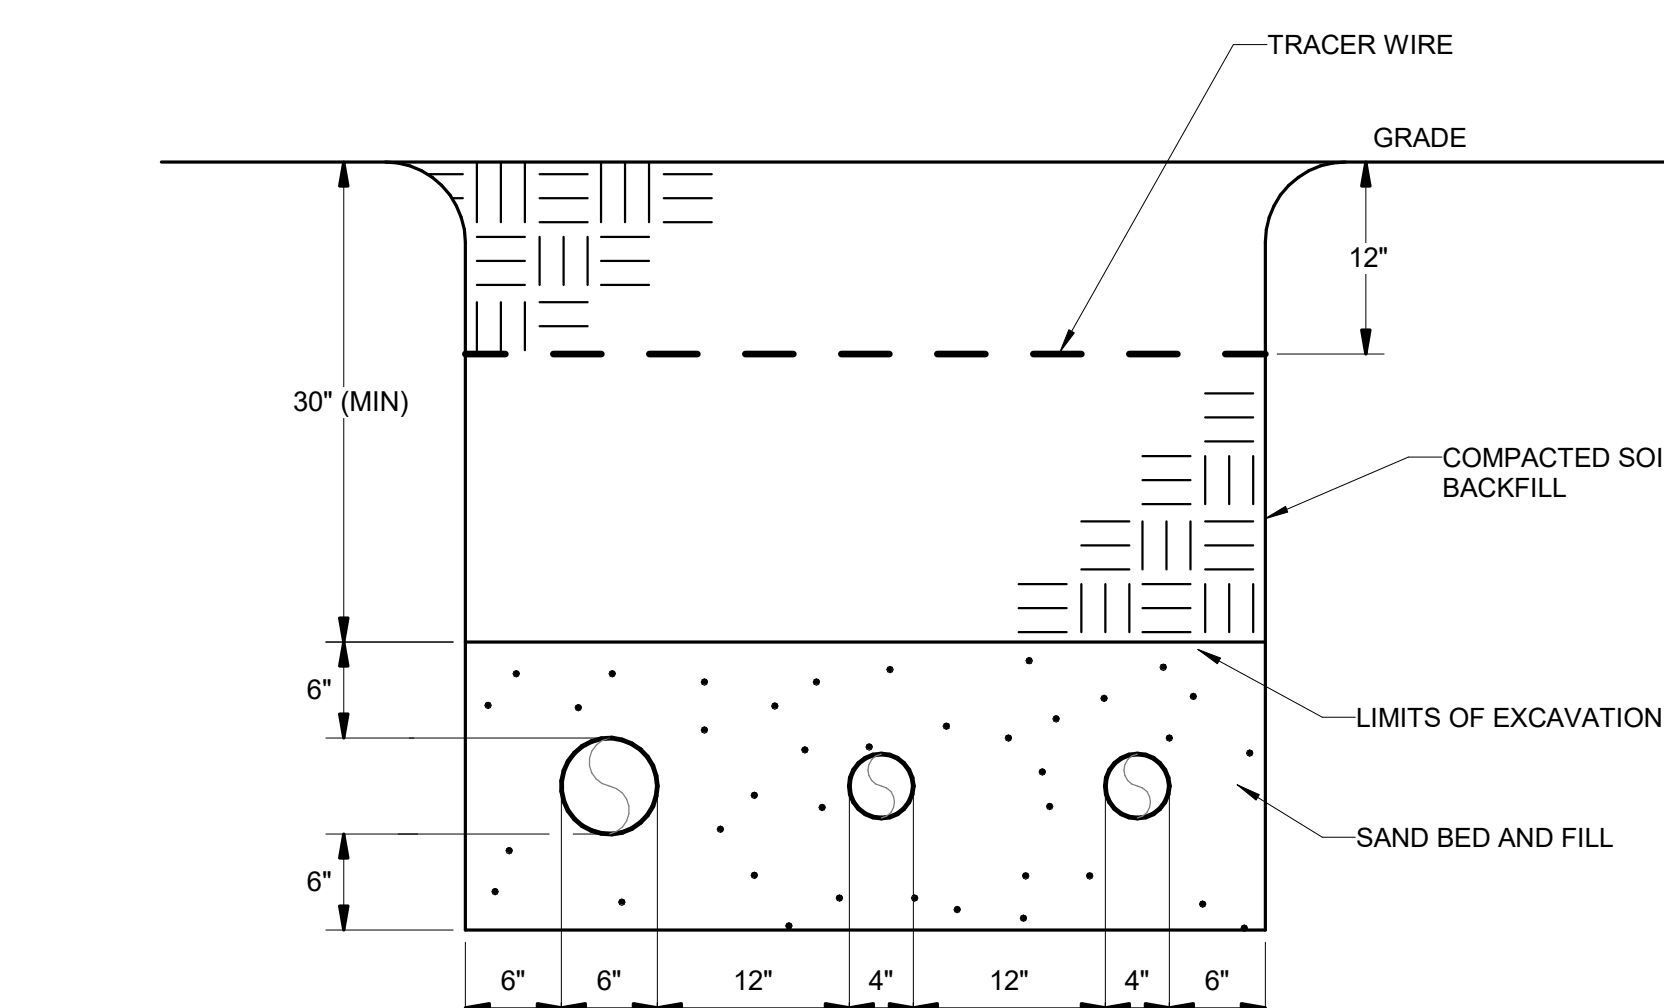 TRACER WIRE
GRADE
12"
30" (MIN)
COMPACTED SOI
BACKFILL
6"
LIMITS OF EXCAVATION
SAND BED AND FILL
6"
6" 6" 12" 4" 12" 4" 6"